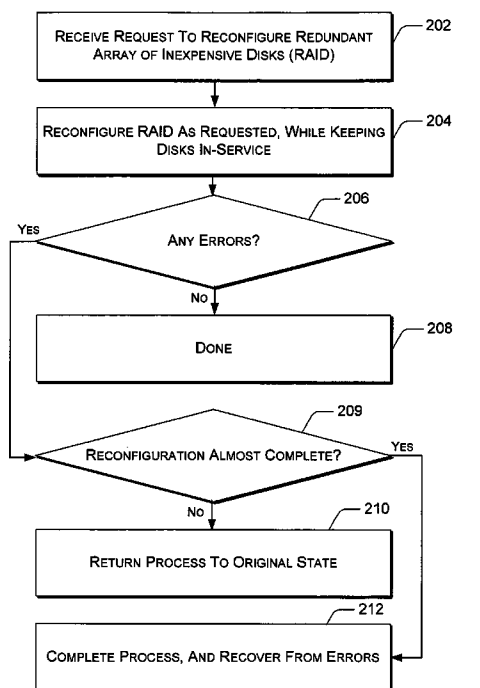 RECEIVE REQUEST TO RECONFIGURE REDUNDANT
ARRAY OF INEXPENSIVE DISKS (RAID)
202
RECONFIGURE RAID AS REQUESTED, WHILE KEEPING
DISKS IN-SERVICE
204
206
YES
ANY ERRORS?
NO
DONE
208
209
RECONFIGURATION ALMOST COMPLETE?
YES
NO
210
RETURN PROCESS TO ORIGINAL STATE
212
COMPLETE PROCESS, AND RECOVER FROM ERRORS